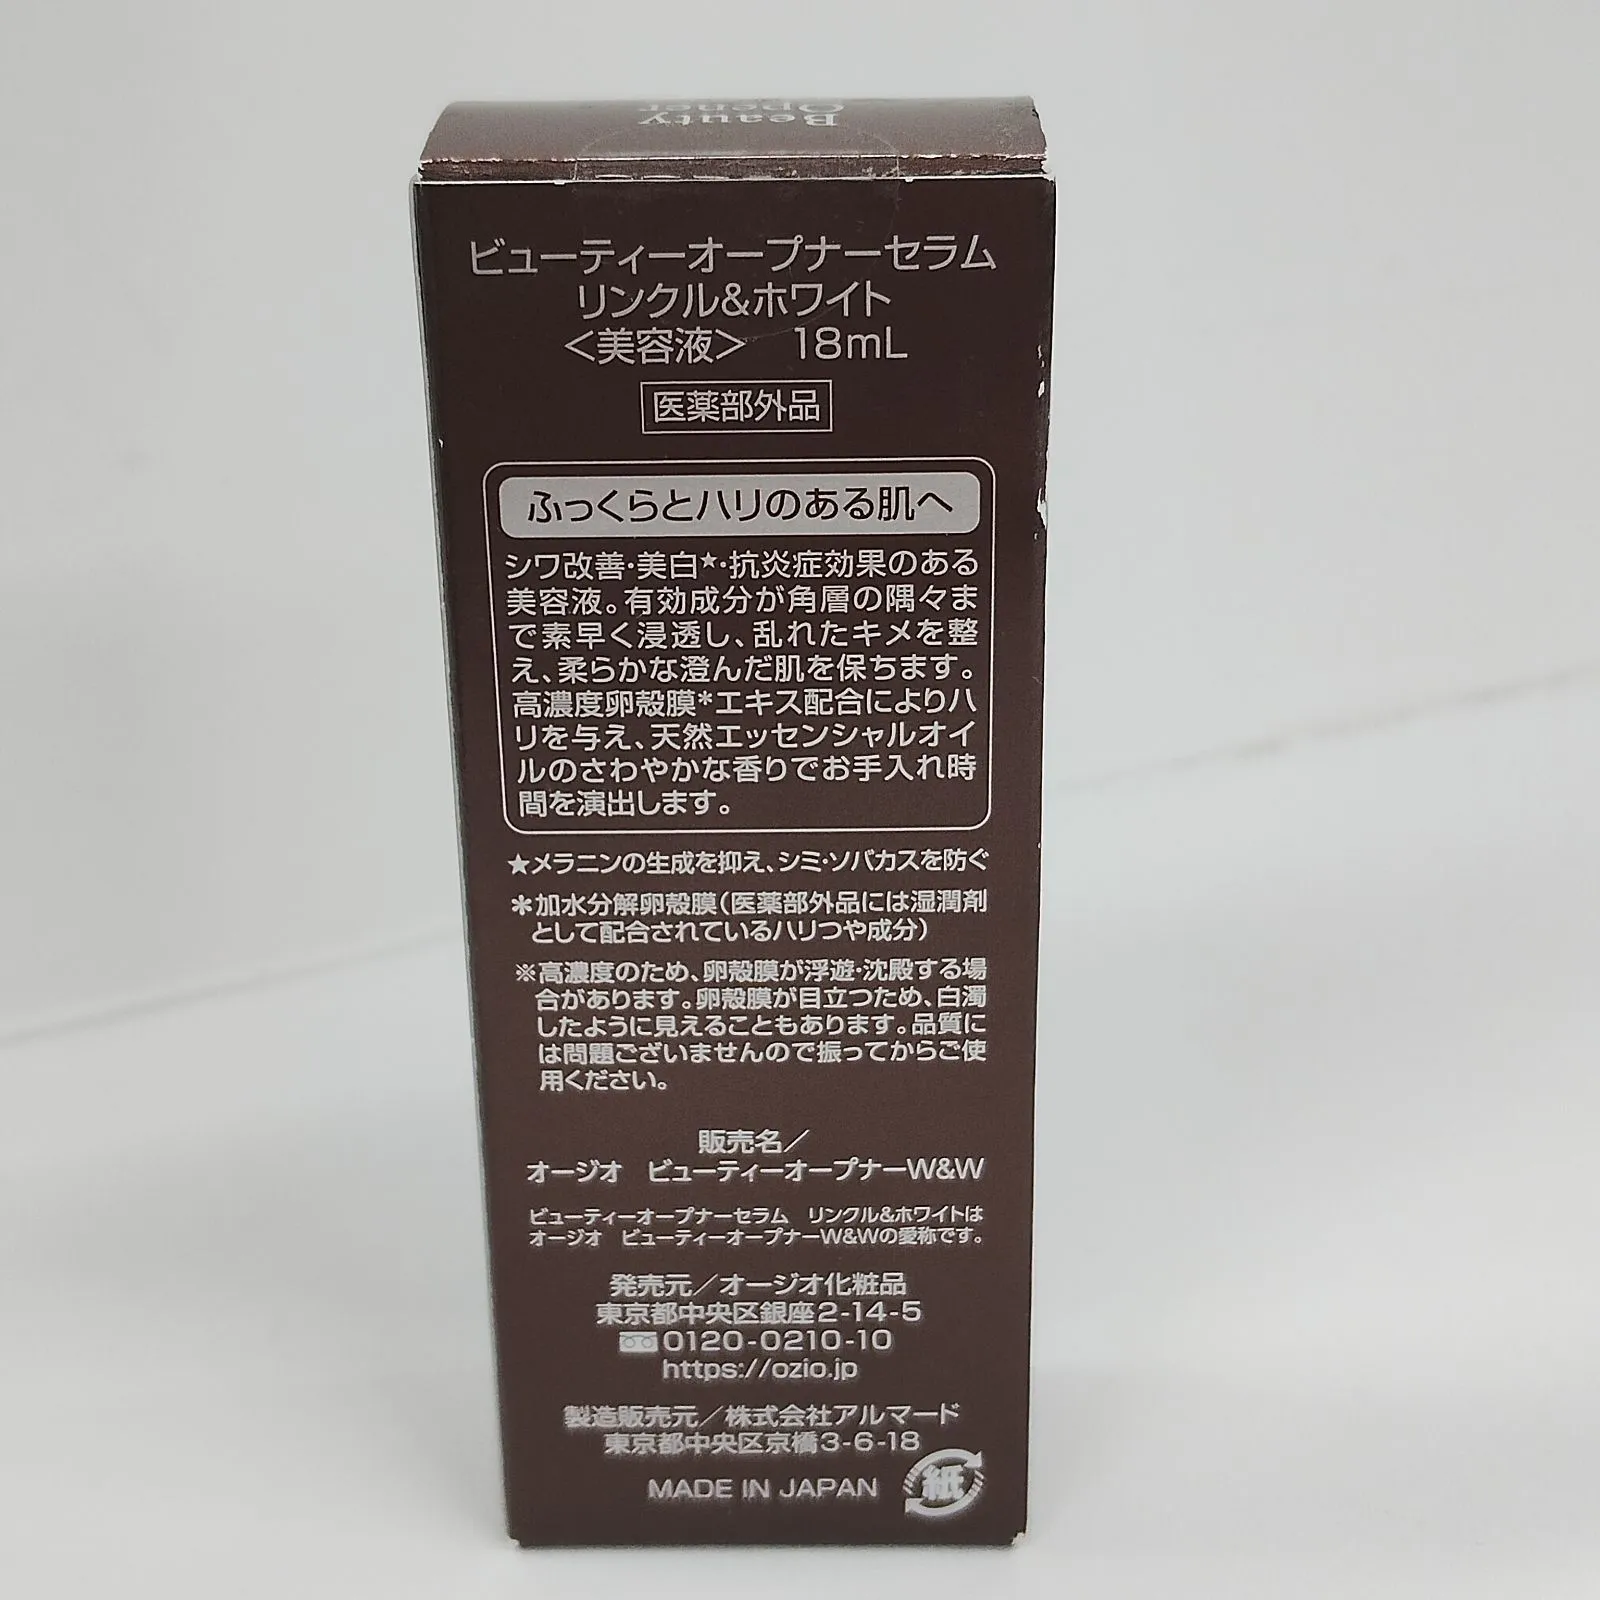 Beauty
Opener
ビューティーオープナーセラム
リンクル&ホワイト
<美容液> 18mL
医薬部外品
ふっくらとハリのある肌へ
シワ改善・美白★・抗炎症効果のある
美容液。有効成分が角層の隅々ま
で素早く浸透し、乱れたキメを整
え、柔らかな澄んだ肌を保ちます。
高濃度卵殻膜*エキス配合によりハ
リを与え、天然エッセンシャルオイ
ルのさわやかな香りでお手入れ時
間を演出します。
★メラニンの生成を抑え、シミ・ソバカスを防ぐ
*加水分解卵殻膜(医薬部外品には湿潤剤
として配合されているハリつや成分)
※高濃度のため、卵殻膜が浮遊・沈殿する場
合があります。卵殻膜が目立つため、白濁
したように見えることもあります。品質に
は問題ございませんので振ってからご使
用ください。
販売名/
オージオ ビューティーオープナーW&W
ビューティーオープナーセラム リンクル&ホワイトは
オージオ ビューティーオープナーW&Wの愛称です。
発売元/オージオ化粧品
東京都中央区銀座2-14-5
0120-0210-10
https://ozio.jp
製造販売元/株式会社アルマード
東京都中央区京橋3-6-18
MADE IN JAPAN
紙